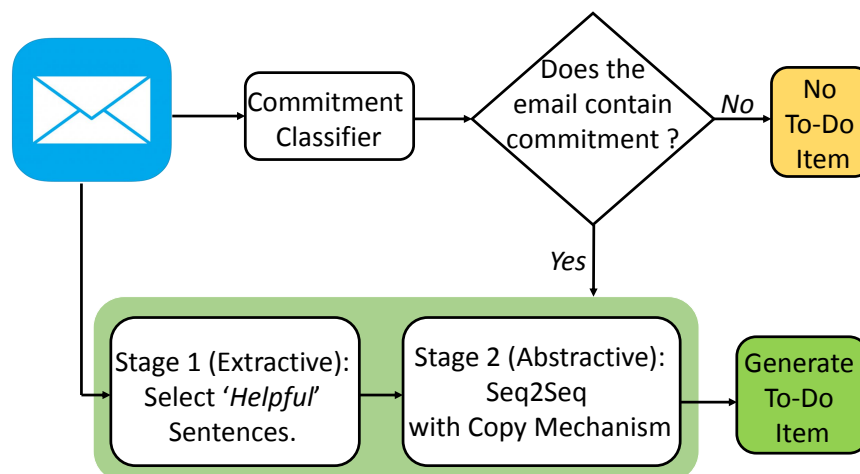 Commitment
Classifier
Does the
email contain
commitment ?
No
No
To-Do
Item
Yes
Stage 1 (Extractive):
Select ‘Helpful’
Sentences.
Stage 2 (Abstractive):
Seq2Seq
with Copy Mechanism
Generate
To-Do
Item